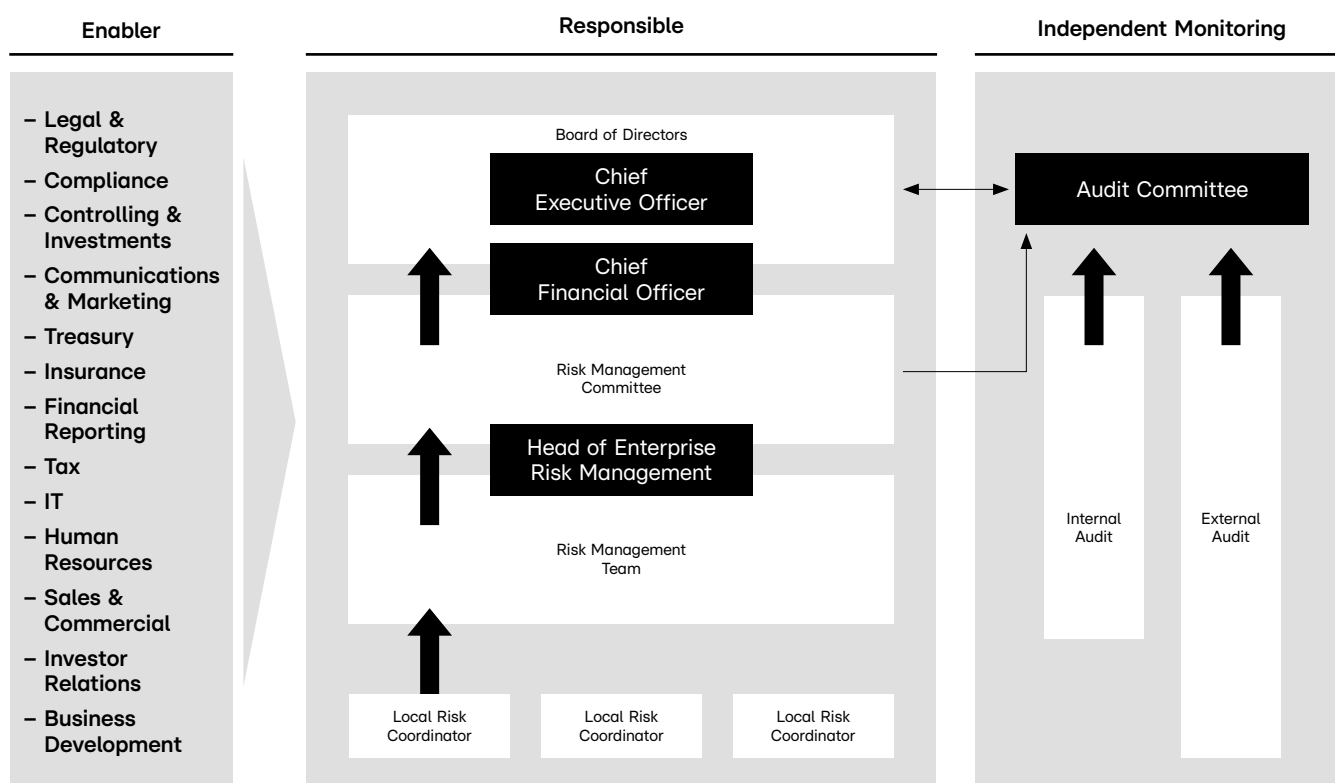 Enabler
– Legal &
Regulatory
– Compliance
– Controlling &
Investments
– Communications
& Marketing
– Treasury
– Insurance
– Financial
Reporting
– Tax
– IT
– Human
Resources
– Sales &
Commercial
– Investor
Relations
– Business
Development
Responsible
Board of Directors
Chief
Executive Officer
Chief
Financial Officer
Risk Management
Committee
Head of Enterprise
Risk Management
Risk Management
Team
Local Risk
Coordinator
Local Risk
Coordinator
Local Risk
Coordinator
Independent Monitoring
Audit Committee
Internal
Audit
External
Audit